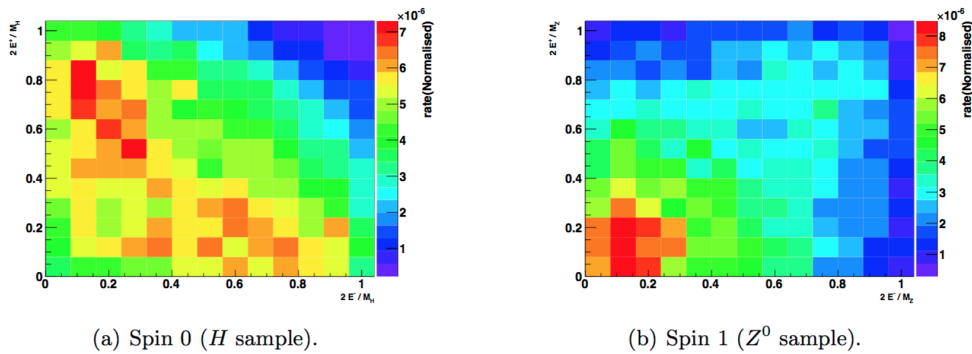 2 E⁺/ M_H
1
0.8
0.6
0.4
0.2
0
0 0.2 0.4 0.6 0.8 1
2 E⁻/ M_H
×10⁻⁶
7
6
5
4
3
2
1
rate(Normalised)
(a) Spin 0 (H sample).
2 E⁺/ M_Z
1
0.8
0.6
0.4
0.2
0
0 0.2 0.4 0.6 0.8 1
2 E⁻/ M_Z
×10⁻⁶
8
7
6
5
4
3
2
1
rate(Normalised)
(b) Spin 1 (Z⁰ sample).